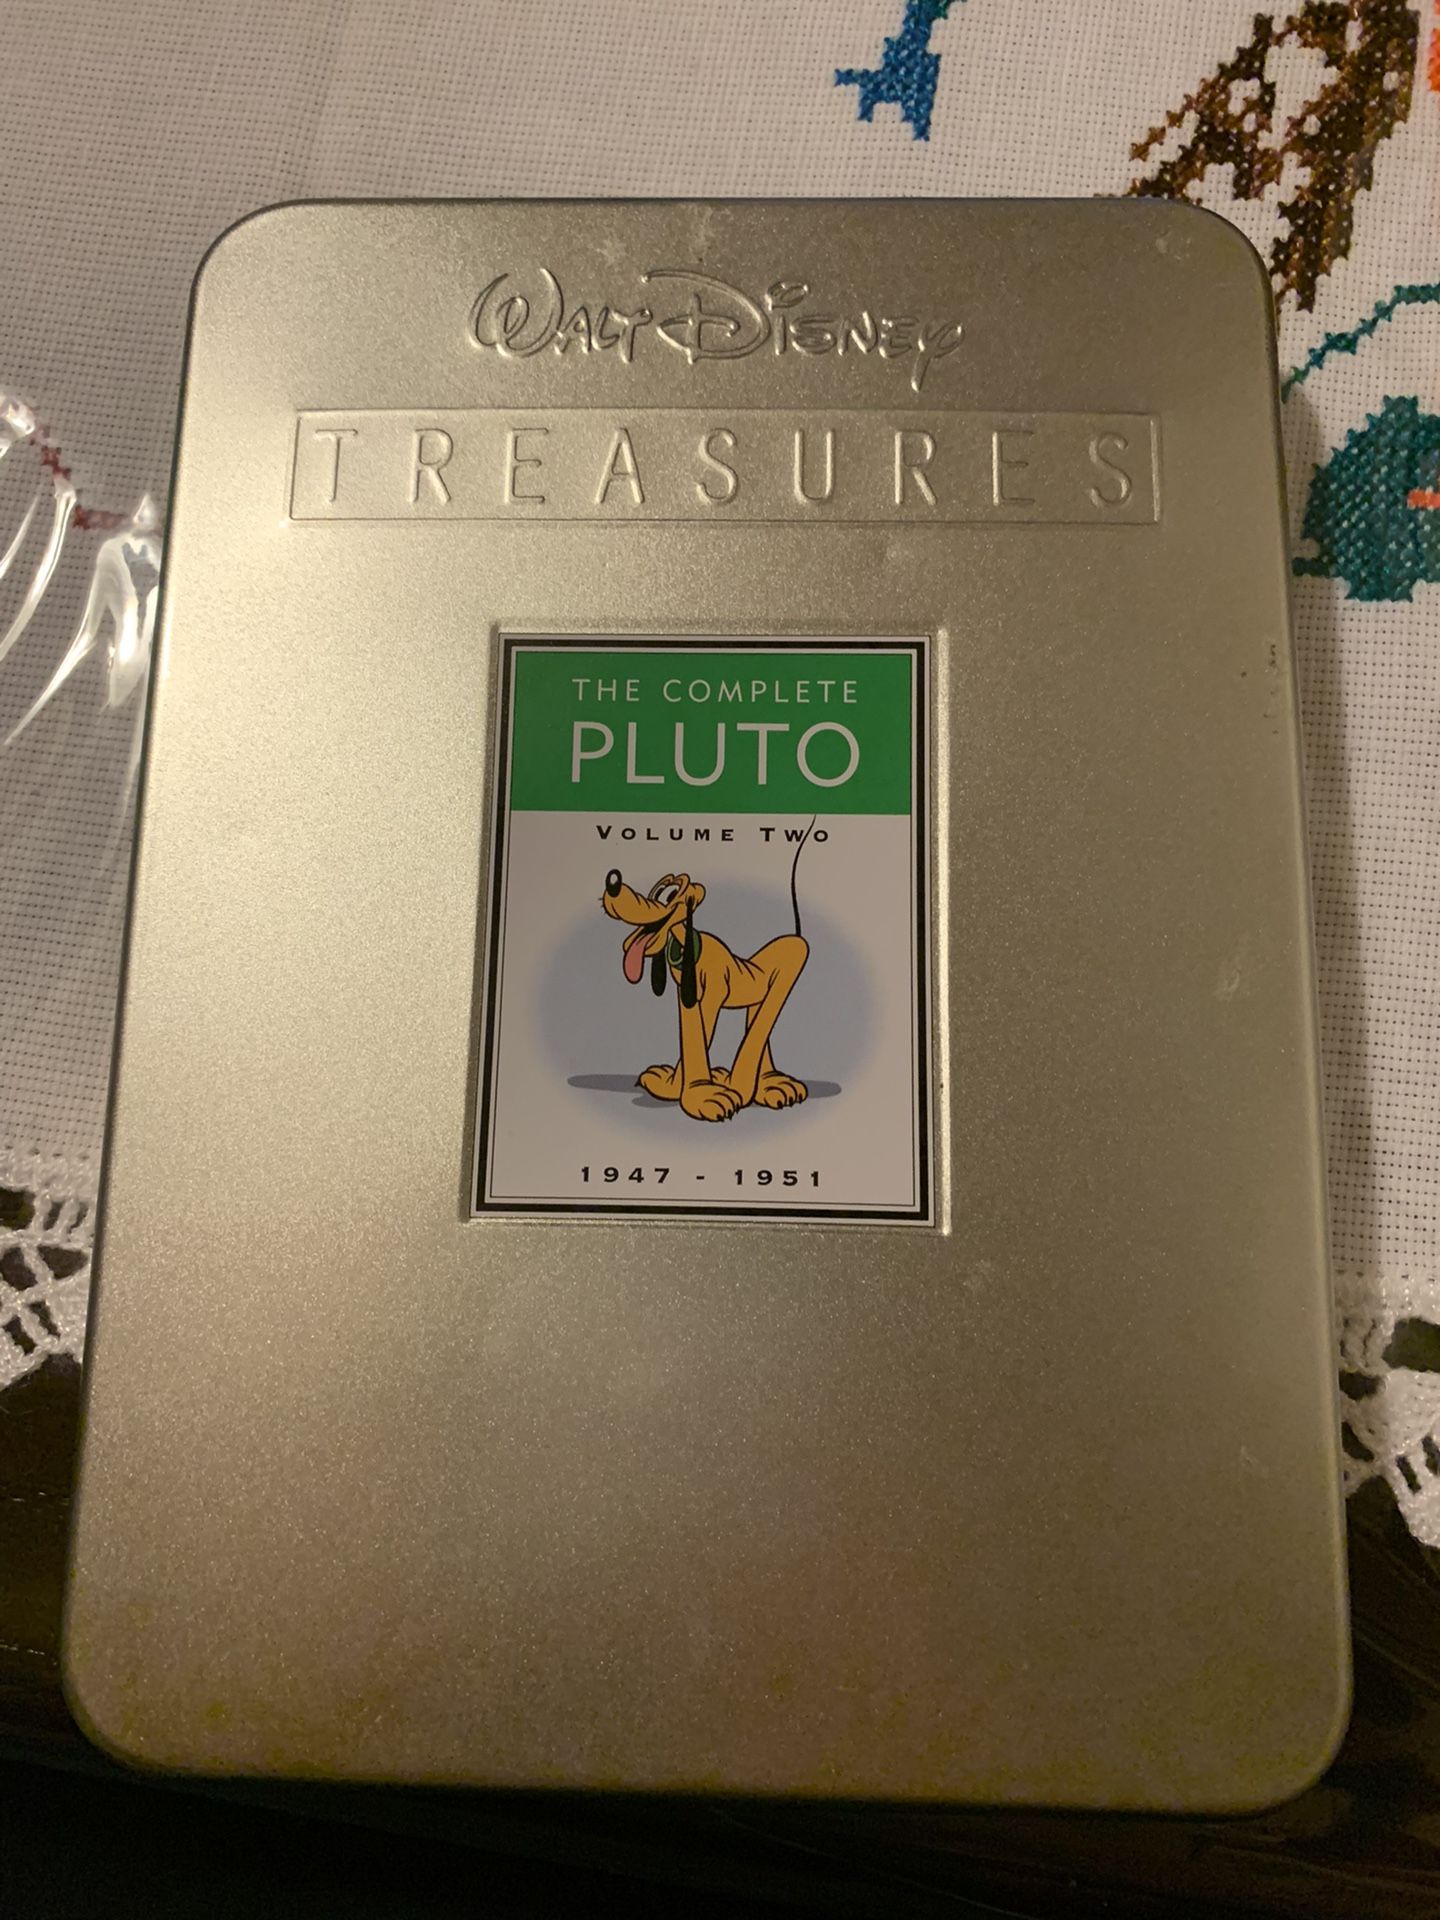 WALT DISNEY
TREASURES
THE COMPLETE
PLUTO
VOLUME TWO
1947 - 1951